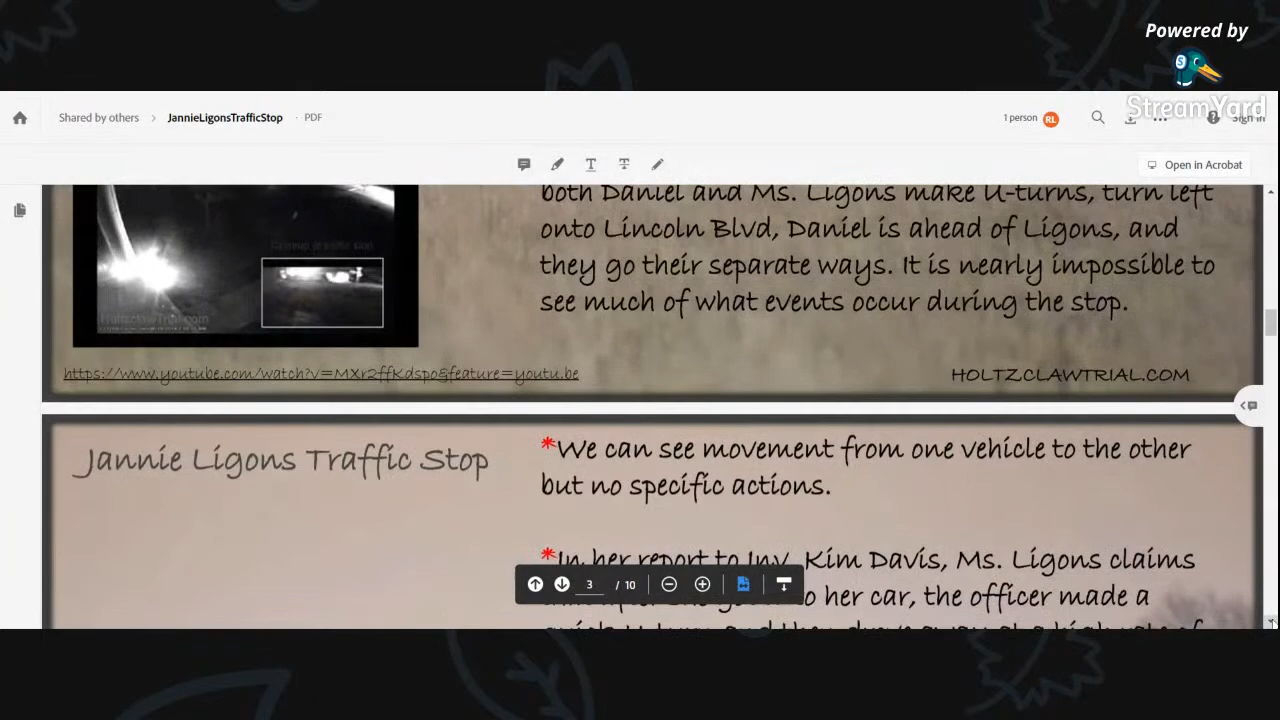 Powered by
StreamYard
Shared by others
JannieLigonsTrafficStop
· PDF
1 person
RL
Sign In
Open in Acrobat
both Daniel and Ms. Ligons make U-turns, turn left
onto Lincoln Blvd, Daniel is ahead of Ligons, and
they go their separate ways. It is nearly impossible to
see much of what events occur during the stop.
https://www.youtube.com/watch?v=MXr2ffKdspo&feature=youtu.be
HOLTZCLAWTRIAL.COM
Jannie Ligons Traffic Stop
*We can see movement from one vehicle to the other
but no specific actions.
*In her report to Inv. Kim Davis, Ms. Ligons claims
her car, the officer made a
3 / 10